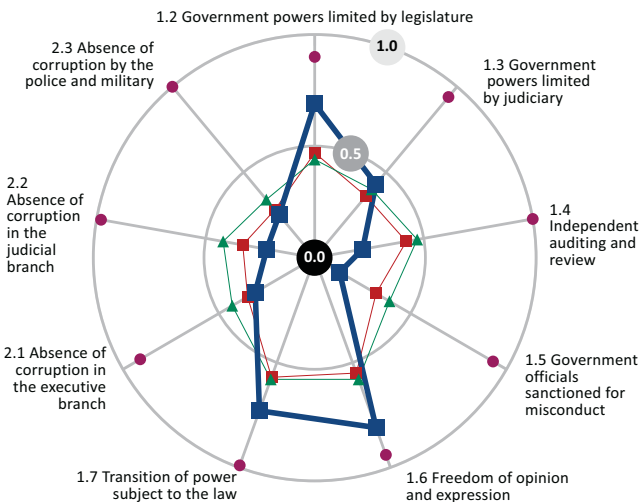 1.2 Government powers limited by legislature
1.0
2.3 Absence of
corruption by the
police and military
1.3 Government
powers limited
by judiciary
0.5
2.2
Absence of
corruption
in the
judicial
branch
1.4
Independent
auditing and
review
0.0
2.1 Absence of
corruption in
the executive
branch
1.5 Government
officials
sanctioned for
misconduct
1.7 Transition of power
subject to the law
1.6 Freedom of opinion
and expression